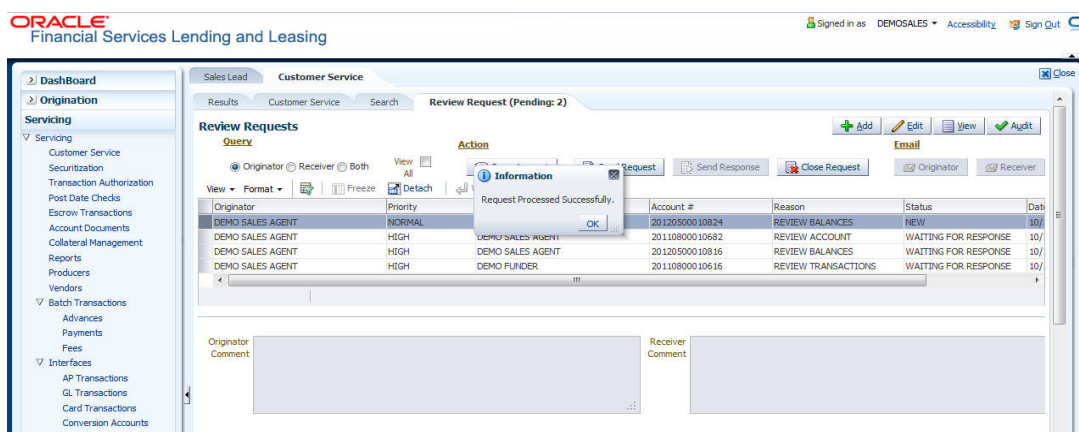 ORACLE
Financial Services Lending and Leasing
Signed in as DEMOSALES Accessibility Sign Out
DashBoard
Origination
Servicing
Servicing
Customer Service
Securitization
Transaction Authorization
Post Date Checks
Escrow Transactions
Account Documents
Collateral Management
Reports
Producers
Vendors
Batch Transactions
Advances
Payments
Fees
Interfaces
AP Transactions
GL Transactions
Card Transactions
Conversion Accounts
Sales Lead Customer Service Close
Results Customer Service Search Review Request (Pending: 2)
Review Requests Add Edit View Audit
Query Action Email
Originator Receiver Both View All Request Send Response Close Request Originator Receiver
View Format Freeze Detach
Information
Request Processed Successfully.
OK
Originator Priority Account # Reason Status
DEMO SALES AGENT NORMAL 20120500010824 REVIEW BALANCES NEW 10/
DEMO SALES AGENT HIGH DEMO SALES AGENT 20110800010682 REVIEW ACCOUNT WAITING FOR RESPONSE 10/
DEMO SALES AGENT HIGH DEMO SALES AGENT 20120500010816 REVIEW BALANCES WAITING FOR RESPONSE 10/
DEMO SALES AGENT HIGH DEMO FUNDER 20110800010616 REVIEW TRANSACTIONS WAITING FOR RESPONSE 10/
Originator Comment
Receiver Comment